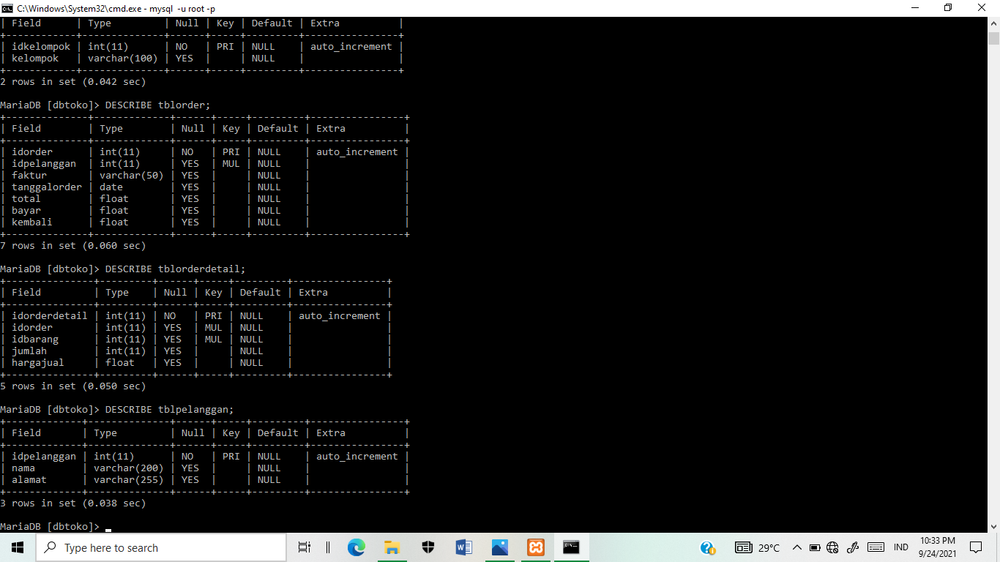 C:\Windows\System32\cmd.exe - mysql  -u root -p
| Field      | Type         | Null | Key | Default | Extra          |
+------------+--------------+------+-----+---------+----------------+
| idkelompok | int(11)      | NO   | PRI | NULL    | auto_increment |
| kelompok   | varchar(100) | YES  |     | NULL    |                |
+------------+--------------+------+-----+---------+----------------+
2 rows in set (0.042 sec)
MariaDB [dbtoko]> DESCRIBE tblorder;
+--------------+-------------+------+-----+---------+----------------+
| Field        | Type        | Null | Key | Default | Extra          |
+--------------+-------------+------+-----+---------+----------------+
| idorder      | int(11)     | NO   | PRI | NULL    | auto_increment |
| idpelanggan  | int(11)     | YES  | MUL | NULL    |                |
| faktur       | varchar(50) | YES  |     | NULL    |                |
| tanggalorder | date        | YES  |     | NULL    |                |
| total        | float       | YES  |     | NULL    |                |
| bayar        | float       | YES  |     | NULL    |                |
| kembali      | float       | YES  |     | NULL    |                |
+--------------+-------------+------+-----+---------+----------------+
7 rows in set (0.060 sec)
MariaDB [dbtoko]> DESCRIBE tblorderdetail;
+---------------+---------+------+-----+---------+----------------+
| Field         | Type    | Null | Key | Default | Extra          |
+---------------+---------+------+-----+---------+----------------+
| idorderdetail | int(11) | NO   | PRI | NULL    | auto_increment |
| idorder       | int(11) | YES  | MUL | NULL    |                |
| idbarang      | int(11) | YES  | MUL | NULL    |                |
| jumlah        | int(11) | YES  |     | NULL    |                |
| hargajual     | float   | YES  |     | NULL    |                |
+---------------+---------+------+-----+---------+----------------+
5 rows in set (0.050 sec)
MariaDB [dbtoko]> DESCRIBE tblpelanggan;
+-------------+--------------+------+-----+---------+----------------+
| Field       | Type         | Null | Key | Default | Extra          |
+-------------+--------------+------+-----+---------+----------------+
| idpelanggan | int(11)      | NO   | PRI | NULL    | auto_increment |
| nama        | varchar(200) | YES  |     | NULL    |                |
| alamat      | varchar(255) | YES  |     | NULL    |                |
+-------------+--------------+------+-----+---------+----------------+
3 rows in set (0.038 sec)
MariaDB [dbtoko]>
Type here to search
29°C
IND
10:33 PM
9/24/2021